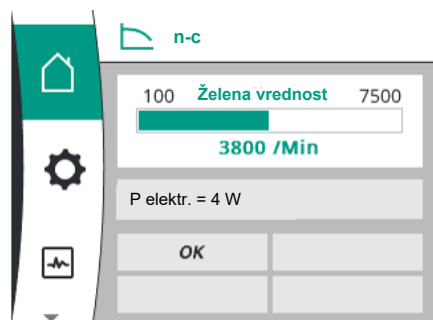 n-c
100 Želena vrednost 7500
3800 /Min
P elektr. = 4 W
OK